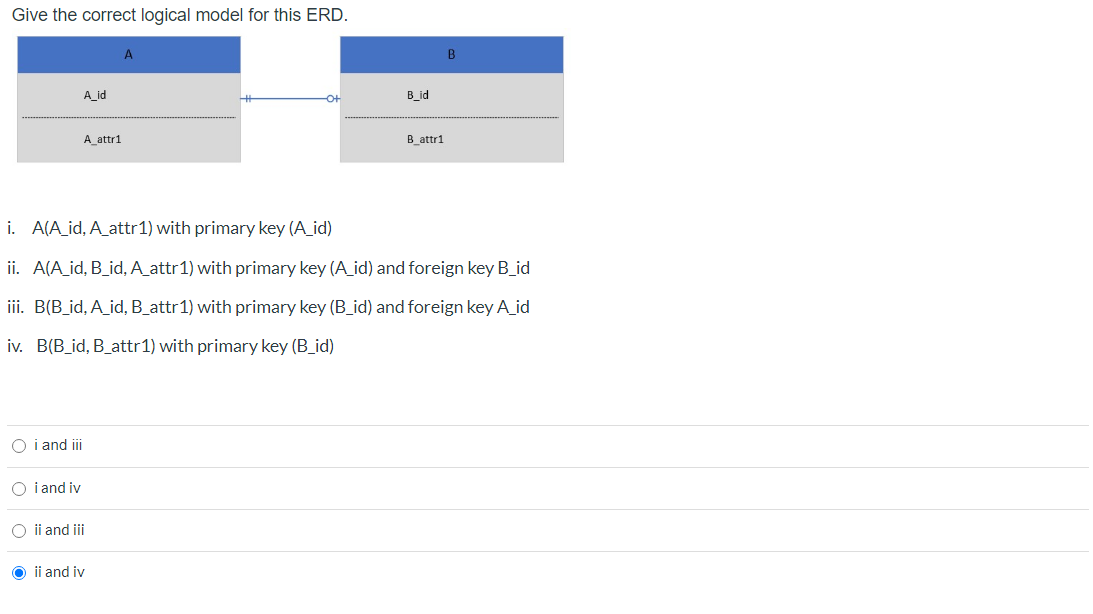 Give the correct logical model for this ERD.
A
B
A_id
B_id
A_attr1
B_attr1
i. A(A_id, A_attr1) with primary key (A_id)
ii. A(A_id, B_id, A_attr1) with primary key (A_id) and foreign key B_id
iii. B(B_id, A_id, B_attr1) with primary key (B_id) and foreign key A_id
iv. B(B_id, B_attr1) with primary key (B_id)
i and iii
i and iv
ii and iii
ii and iv